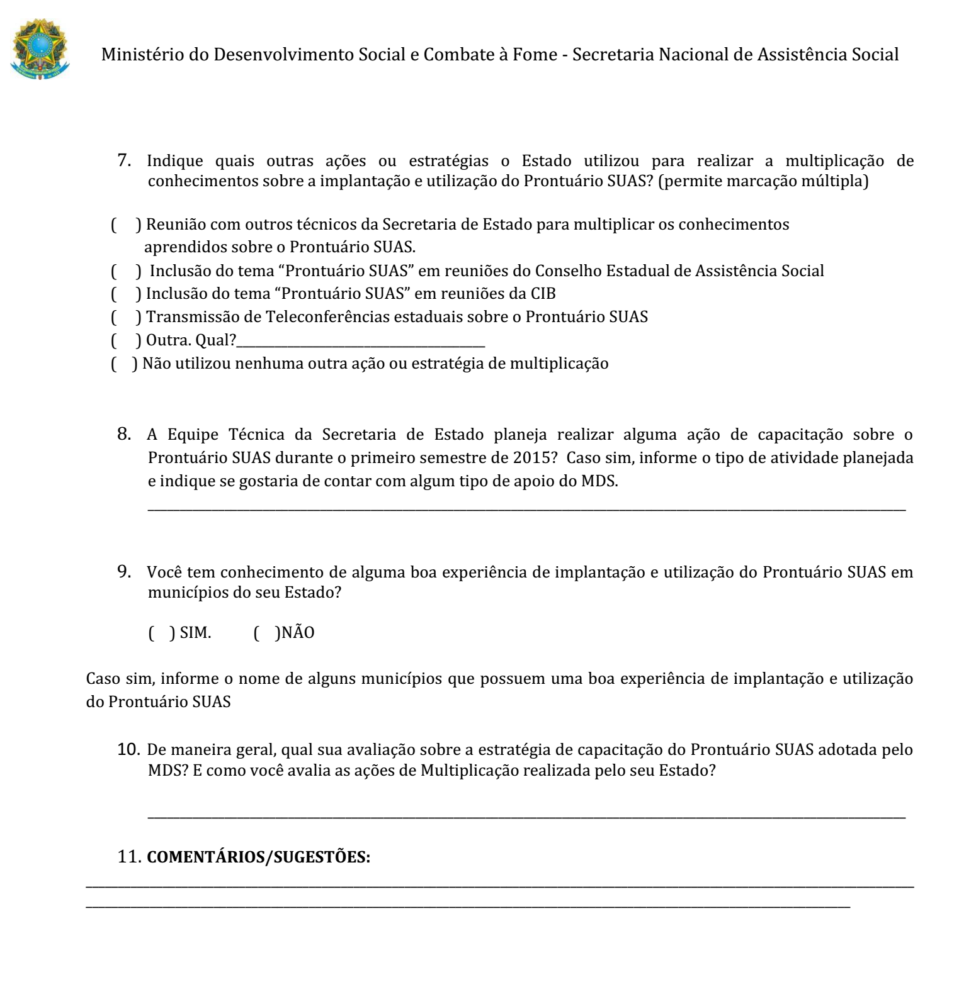 Ministério do Desenvolvimento Social e Combate à Fome - Secretaria Nacional de Assistência Social
7. Indique quais outras ações ou estratégias o Estado utilizou para realizar a multiplicação de
conhecimentos sobre a implantação e utilização do Prontuário SUAS? (permite marcação múltipla)
( ) Reunião com outros técnicos da Secretaria de Estado para multiplicar os conhecimentos
aprendidos sobre o Prontuário SUAS.
( ) Inclusão do tema “Prontuário SUAS” em reuniões do Conselho Estadual de Assistência Social
( ) Inclusão do tema “Prontuário SUAS” em reuniões da CIB
( ) Transmissão de Teleconferências estaduais sobre o Prontuário SUAS
( ) Outra. Qual?___________________________________
( ) Não utilizou nenhuma outra ação ou estratégia de multiplicação
8. A Equipe Técnica da Secretaria de Estado planeja realizar alguma ação de capacitação sobre o
Prontuário SUAS durante o primeiro semestre de 2015? Caso sim, informe o tipo de atividade planejada
e indique se gostaria de contar com algum tipo de apoio do MDS.
9. Você tem conhecimento de alguma boa experiência de implantação e utilização do Prontuário SUAS em
municípios do seu Estado?
( ) SIM. ( )NÃO
Caso sim, informe o nome de alguns municípios que possuem uma boa experiência de implantação e utilização
do Prontuário SUAS
10. De maneira geral, qual sua avaliação sobre a estratégia de capacitação do Prontuário SUAS adotada pelo
MDS? E como você avalia as ações de Multiplicação realizada pelo seu Estado?
11. COMENTÁRIOS/SUGESTÕES: